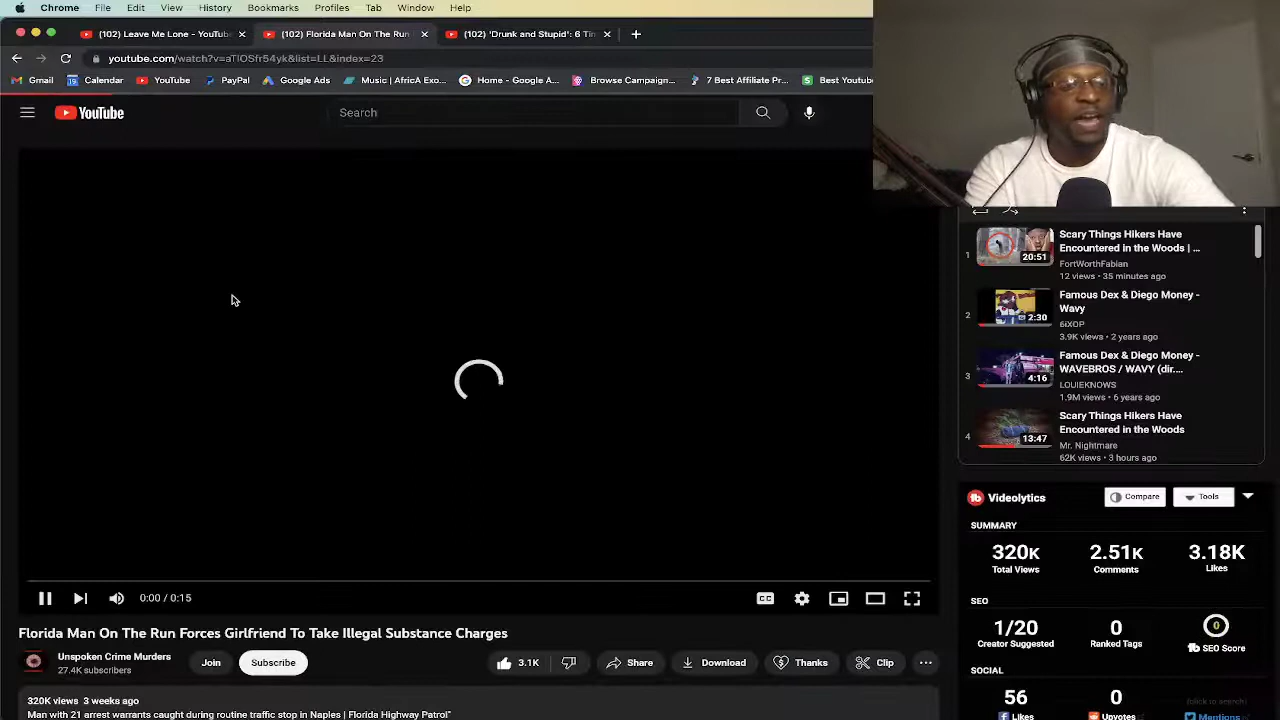 Chrome File Edit View History Bookmarks Profiles Tab Window Help
(102) Leave Me Lone - YouTube
(102) Florida Man On The Run
(102) 'Drunk and Stupid': 6 Tim
youtube.com/watch?v=aTIOSfr54yk&list=LL&index=23
Gmail Calendar YouTube PayPal Google Ads Music | AfricA Exo... Home - Google A... Browse Campaign... 7 Best Affiliate Pr... Best Youtub
YouTube
Search
1
20:51
Scary Things Hikers Have
Encountered in the Woods | ...
FortWorthFabian
12 views • 35 minutes ago
2
2:30
Famous Dex & Diego Money -
Wavy
6iXOP
3.9K views • 2 years ago
3
4:16
Famous Dex & Diego Money -
WAVEBROS / WAVY (dir....
LOUIEKNOWS
1.9M views • 6 years ago
4
13:47
Scary Things Hikers Have
Encountered in the Woods
Mr. Nightmare
62K views • 3 hours ago
0:00 / 0:15
CC
Florida Man On The Run Forces Girlfriend To Take Illegal Substance Charges
Unspoken Crime Murders
27.4K subscribers
Join
Subscribe
3.1K
Share
Download
Thanks
Clip
320K views 3 weeks ago
Man with 21 arrest warrants caught during routine traffic stop in Naples | Florida Highway Patrol"
tb Videolytics
Compare
Tools
SUMMARY
320K 2.51K 3.18K
Total Views Comments Likes
SEO
1/20 0 0
Creator Suggested Ranked Tags tb SEO Score
SOCIAL
56 0 (click to search)
Likes Upvotes Mentions